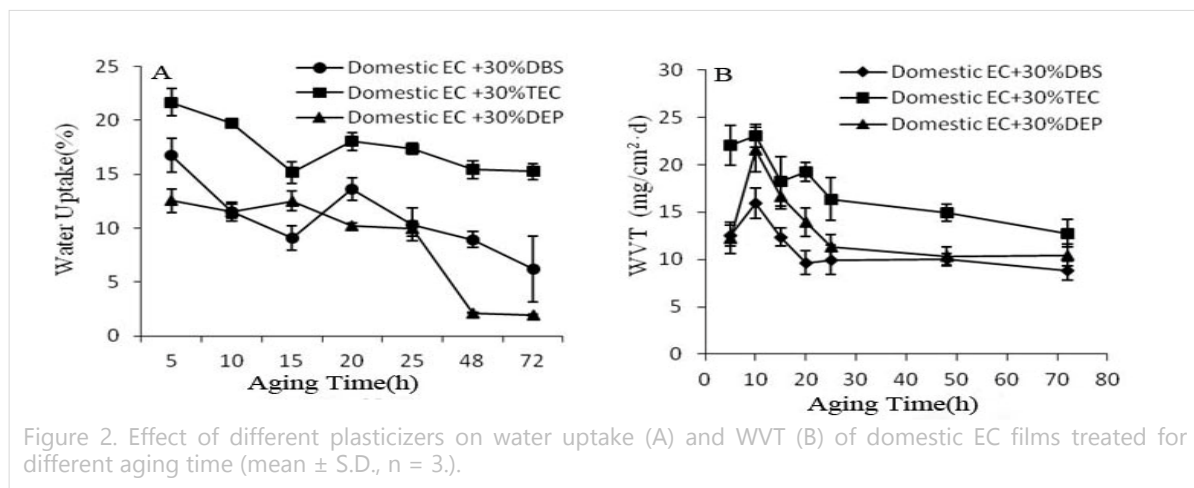 A
Domestic EC +30%DBS
Domestic EC +30%TEC
Domestic EC +30%DEP
Water Uptake(%)
25
20
15
10
5
0
5 10 15 20 25 48 72
Aging Time(h)
B
Domestic EC+30%DBS
Domestic EC+30%TEC
Domestic EC+30%DEP
WVT (mg/cm²·d)
30
25
20
15
10
5
0
0 10 20 30 40 50 60 70 80
Aging Time(h)
Figure 2. Effect of different plasticizers on water uptake (A) and WVT (B) of domestic EC films treated for
different aging time (mean ± S.D., n = 3.).